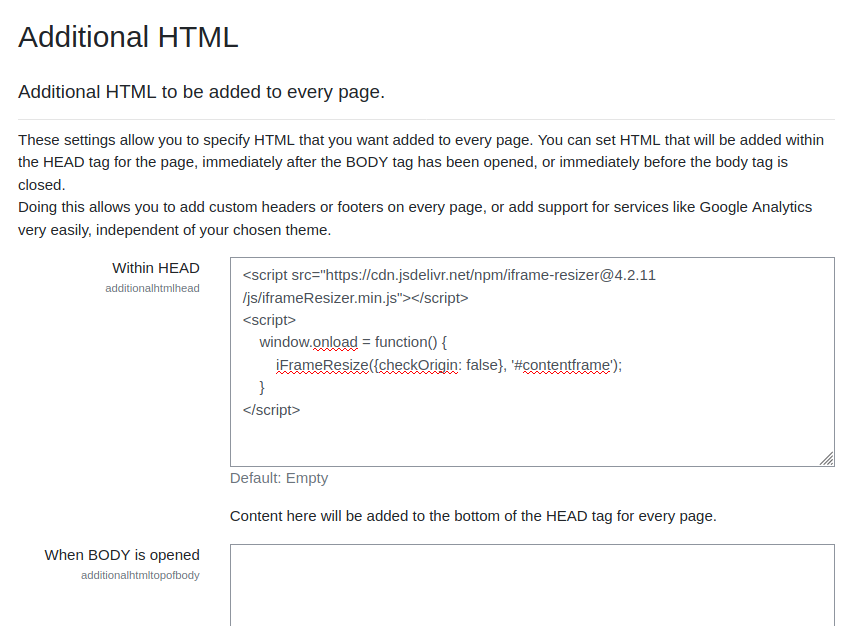 Additional HTML
Additional HTML to be added to every page.
These settings allow you to specify HTML that you want added to every page. You can set HTML that will be added within
the HEAD tag for the page, immediately after the BODY tag has been opened, or immediately before the body tag is
closed.
Doing this allows you to add custom headers or footers on every page, or add support for services like Google Analytics
very easily, independent of your chosen theme.
Within HEAD
additionalhtmlhead
<script src="https://cdn.jsdelivr.net/npm/iframe-resizer@4.2.11
/js/iframeResizer.min.js"></script>
<script>
    window.onload = function() {
        iFrameResize({checkOrigin: false}, '#contentframe');
    }
</script>
Default: Empty
Content here will be added to the bottom of the HEAD tag for every page.
When BODY is opened
additionalhtmltopofbody